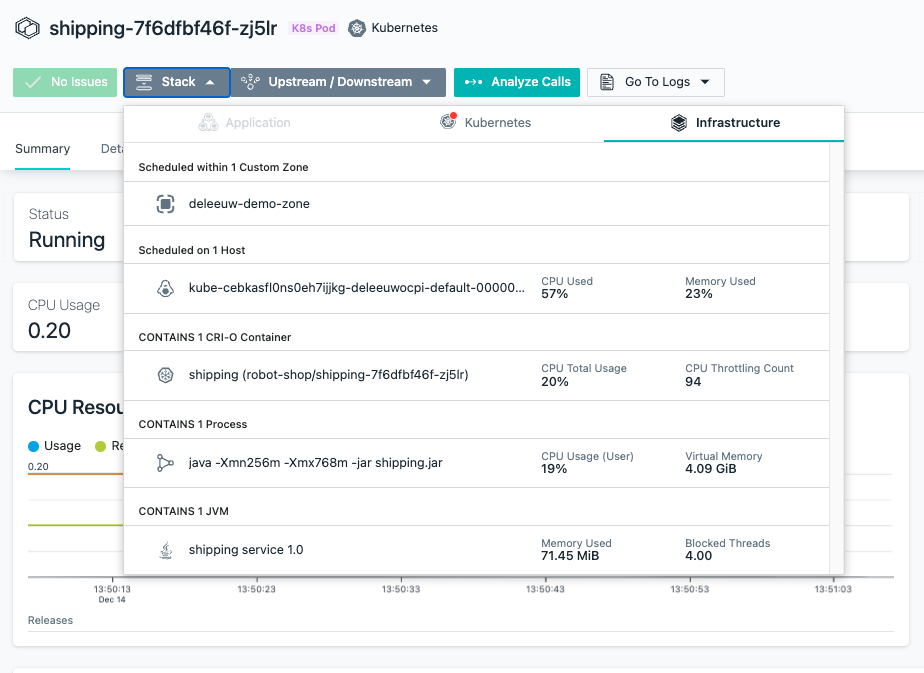 shipping-7f6dfbf46f-zj5lr K8s Pod Kubernetes
No Issues Stack Upstream / Downstream Analyze Calls Go To Logs
Application Kubernetes Infrastructure
Summary
Scheduled within 1 Custom Zone
deleeuw-demo-zone
Status
Running
Scheduled on 1 Host
kube-cebkasfl0ns0eh7ijjkg-deleeuwocpi-default-00000...
CPU Used
57%
Memory Used
23%
CPU Usage
0.20
CONTAINS 1 CRI-O Container
shipping (robot-shop/shipping-7f6dfbf46f-zj5lr)
CPU Total Usage
20%
CPU Throttling Count
94
CPU
CONTAINS 1 Process
java -Xmn256m -Xmx768m -jar shipping.jar
CPU Usage (User)
19%
Virtual Memory
4.09 GiB
Usage
0.20
CONTAINS 1 JVM
shipping service 1.0
Memory Used
71.45 MiB
Blocked Threads
4.00
13:50:13 13:50:23 13:50:33 13:50:43 13:50:53 13:51:03
Dec 14
Releases